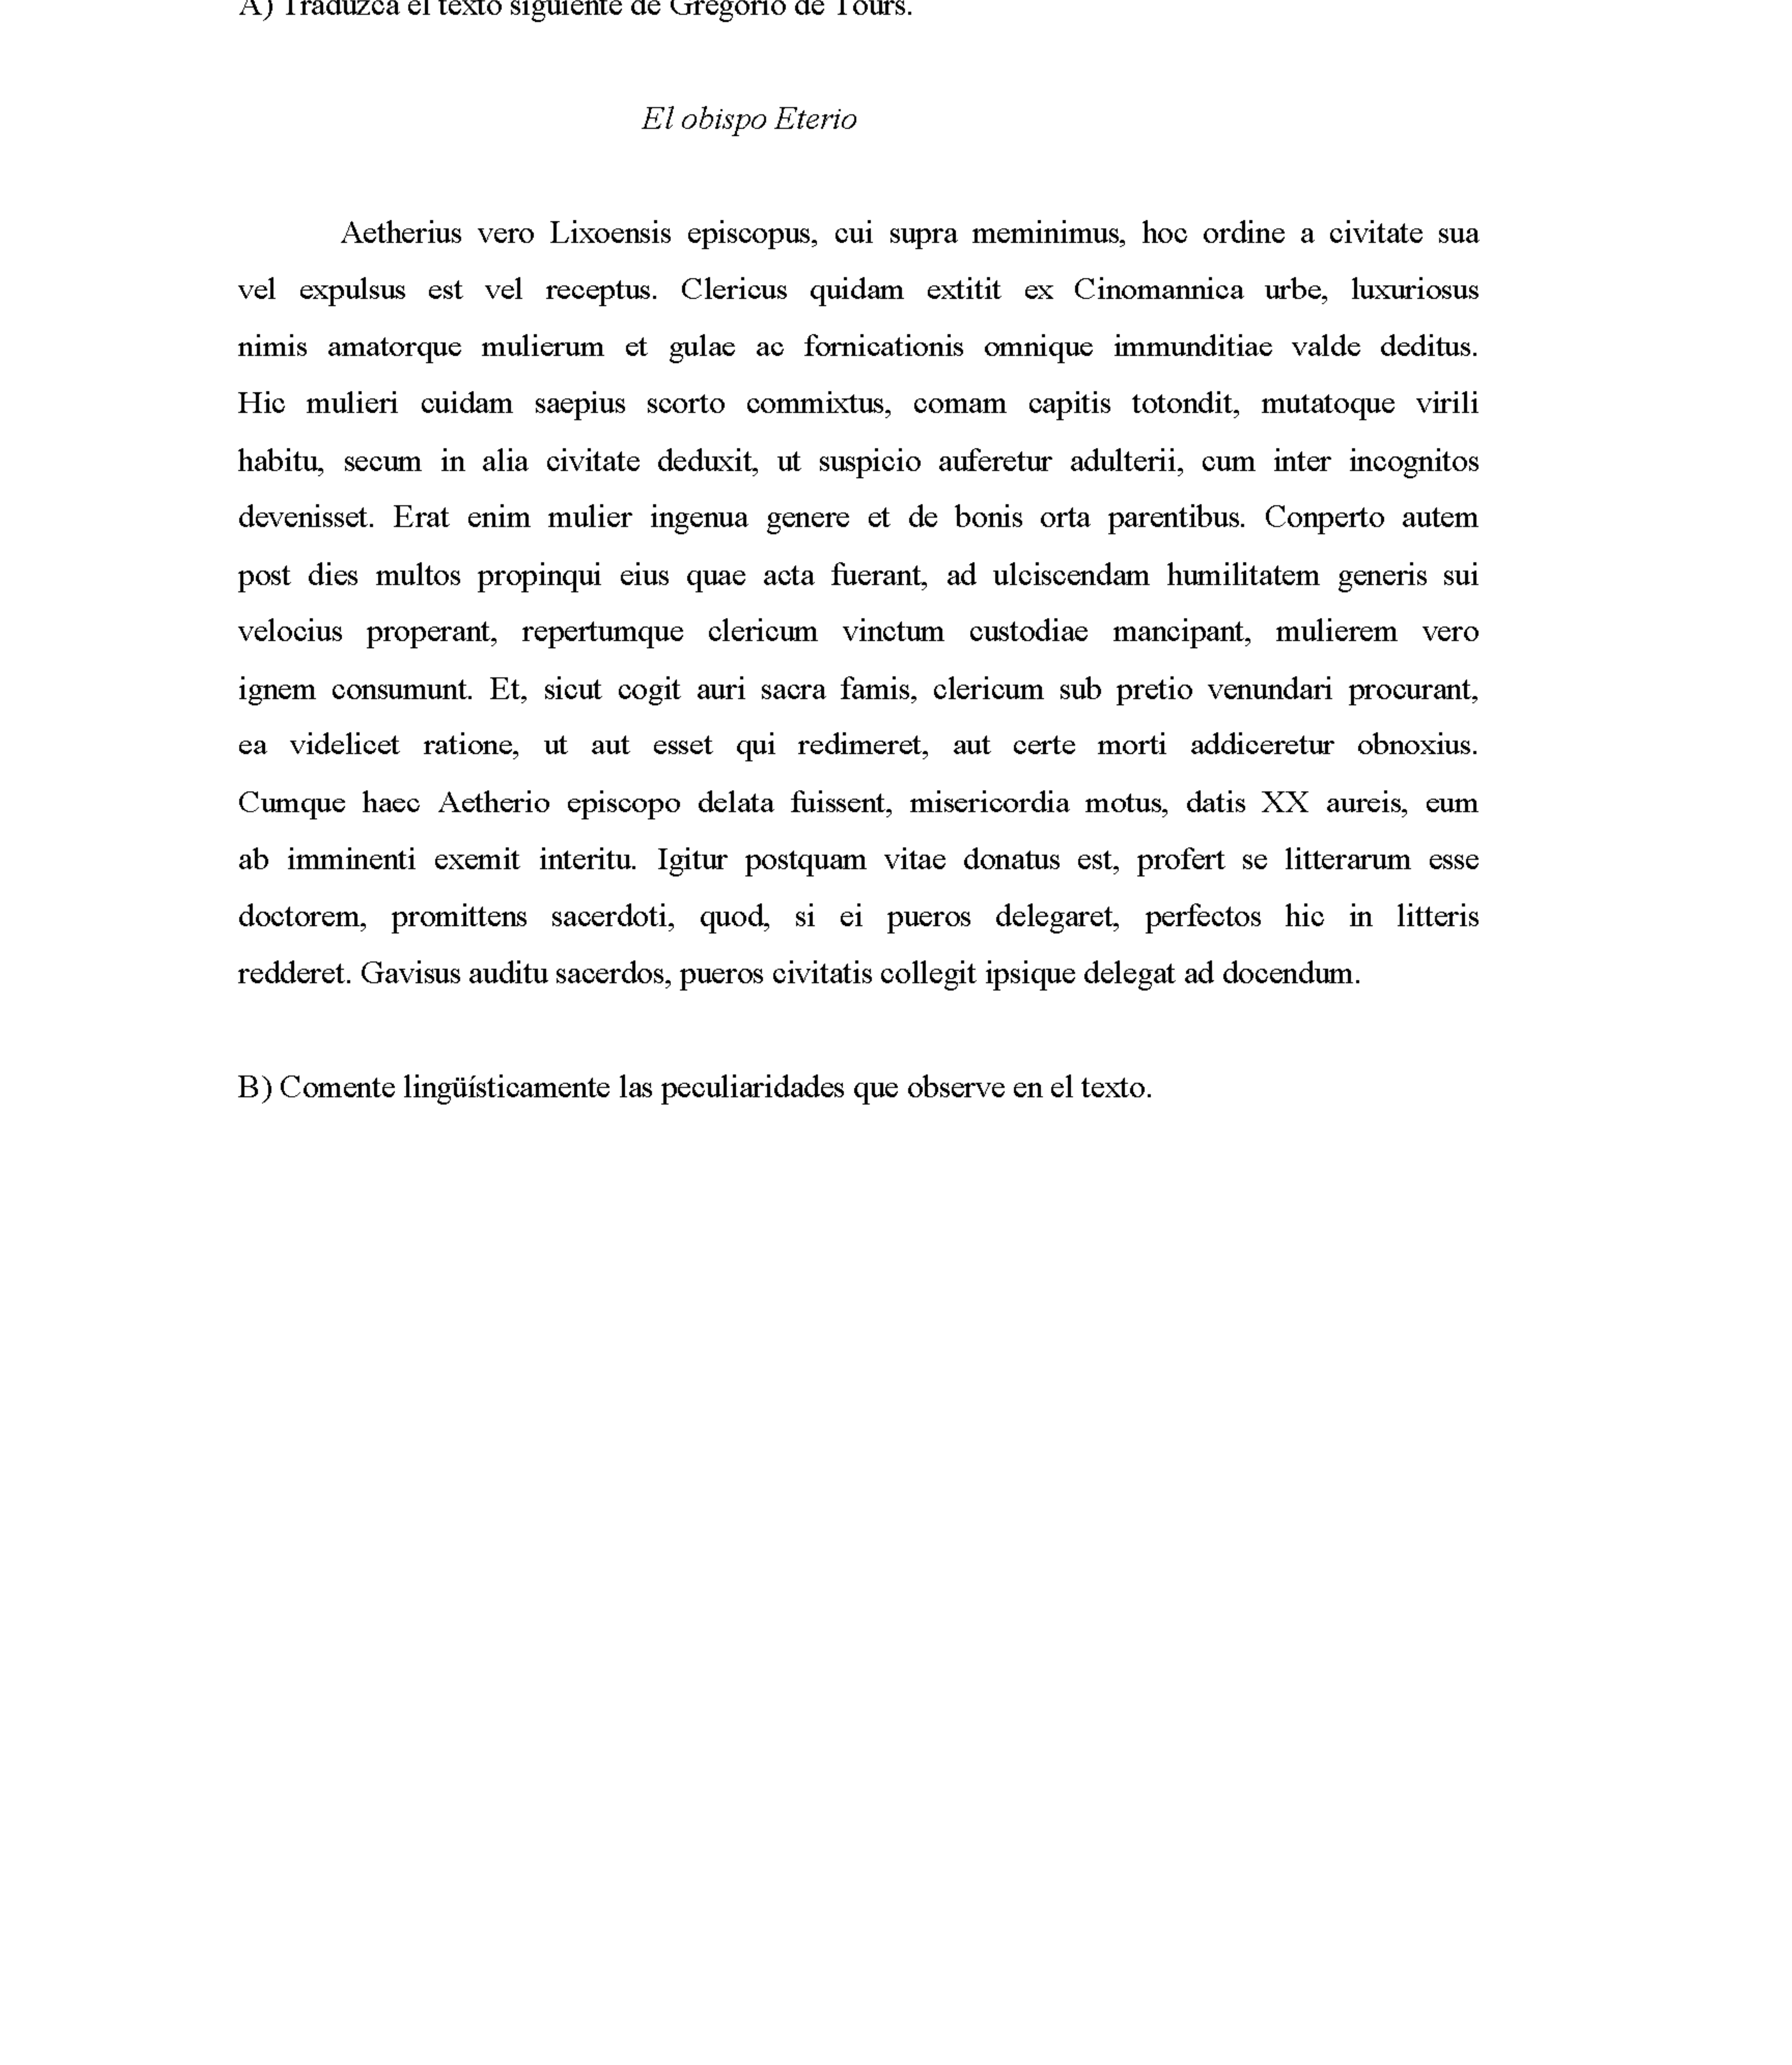 A) Traduzca el texto siguiente de Gregorio de Tours.
El obispo Eterio
Aetherius vero Lixoensis episcopus, cui supra meminimus, hoc ordine a civitate sua
vel expulsus est vel receptus. Clericus quidam extitit ex Cinomannica urbe, luxuriosus
nimis amatorque mulierum et gulae ac fornicationis omnique immunditiae valde deditus.
Hic mulieri cuidam saepius scorto commixtus, comam capitis totondit, mutatoque virili
habitu, secum in alia civitate deduxit, ut suspicio auferetur adulterii, cum inter incognitos
devenisset. Erat enim mulier ingenua genere et de bonis orta parentibus. Conperto autem
post dies multos propinqui eius quae acta fuerant, ad ulciscendam humilitatem generis sui
velocius properant, repertumque clericum vinctum custodiae mancipant, mulierem vero
ignem consumunt. Et, sicut cogit auri sacra famis, clericum sub pretio venundari procurant,
ea videlicet ratione, ut aut esset qui redimeret, aut certe morti addiceretur obnoxius.
Cumque haec Aetherio episcopo delata fuissent, misericordia motus, datis XX aureis, eum
ab imminenti exemit interitu. Igitur postquam vitae donatus est, profert se litterarum esse
doctorem, promittens sacerdoti, quod, si ei pueros delegaret, perfectos hic in litteris
redderet. Gavisus auditu sacerdos, pueros civitatis collegit ipsique delegat ad docendum.
B) Comente lingüísticamente las peculiaridades que observe en el texto.